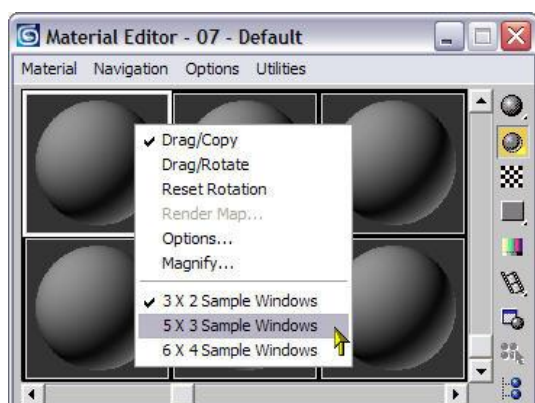 Material Editor - 07 - Default
Material Navigation Options Utilities
Drag/Copy
Drag/Rotate
Reset Rotation
Render Map...
Options...
Magnify...
3 X 2 Sample Windows
5 X 3 Sample Windows
6 X 4 Sample Windows